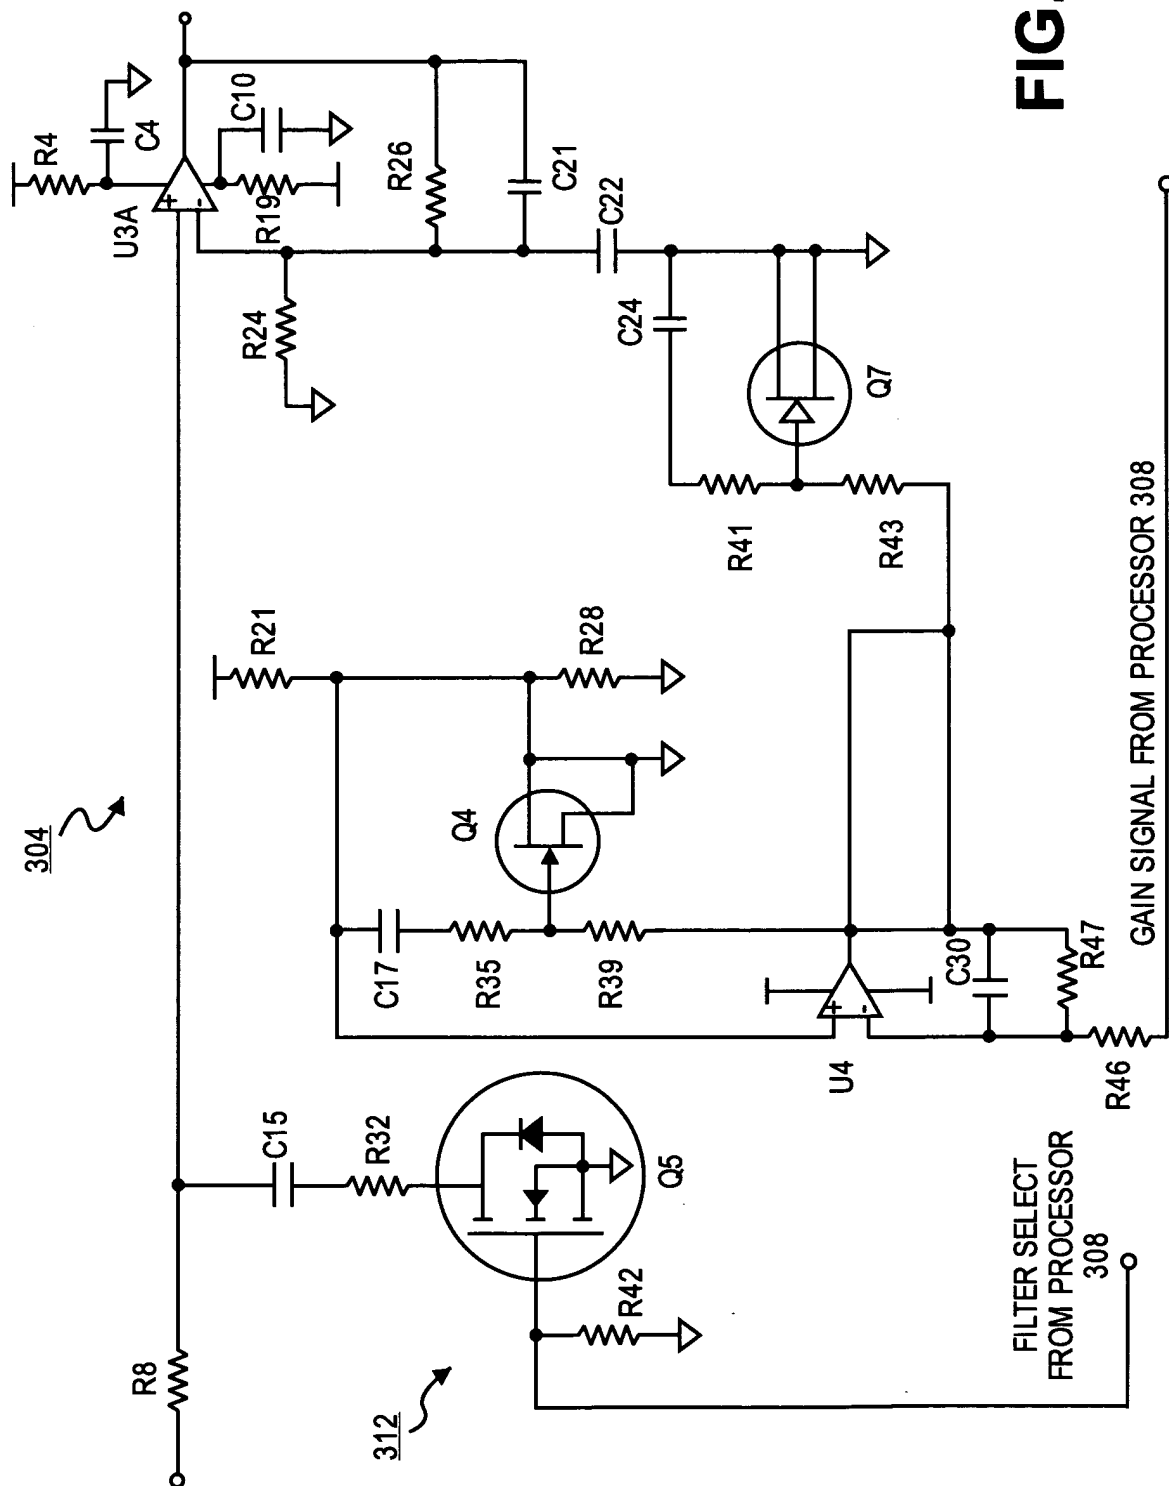 FIG.
304
312
R8
C15
R32
Q5
R42
FILTER SELECT
FROM PROCESSOR
308
R21
R28
Q4
C17
R35
R39
U4
+
-
C30
R47
R46
GAIN SIGNAL FROM PROCESSOR 308
R4
C4
U3A
+
-
C10
R19
R24
R26
C21
C22
C24
Q7
R41
R43